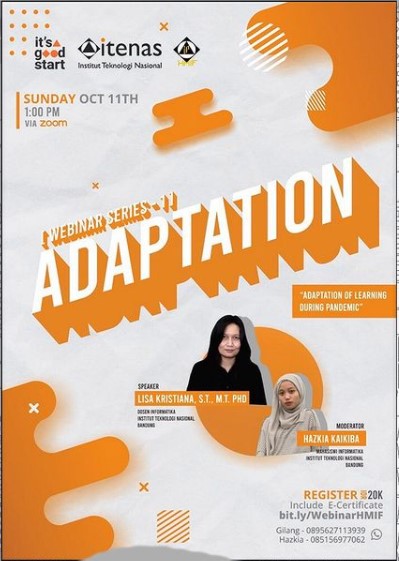 it's a
good
start
itenas
Institut Teknologi Nasional
HMIF
SUNDAY OCT 11TH
1:00 PM
VIA zoom
[ WEBINAR SERIES #1 ]
ADAPTATION
"ADAPTATION OF LEARNING
DURING PANDEMIC"
SPEAKER
LISA KRISTIANA, S.T., M.T. PHD
DOSEN INFORMATIKA
INSTITUT TEKNOLOGI NASIONAL
BANDUNG
MODERATOR
HAZKIA KAIKIBA
MAHASISWI INFORMATIKA
INSTITUT TEKNOLOGI NASIONAL
BANDUNG
REGISTER 20K
Include E-Certificate
bit.ly/WebinarHMIF
Gilang - 0895627113939
Hazkia - 085156977062